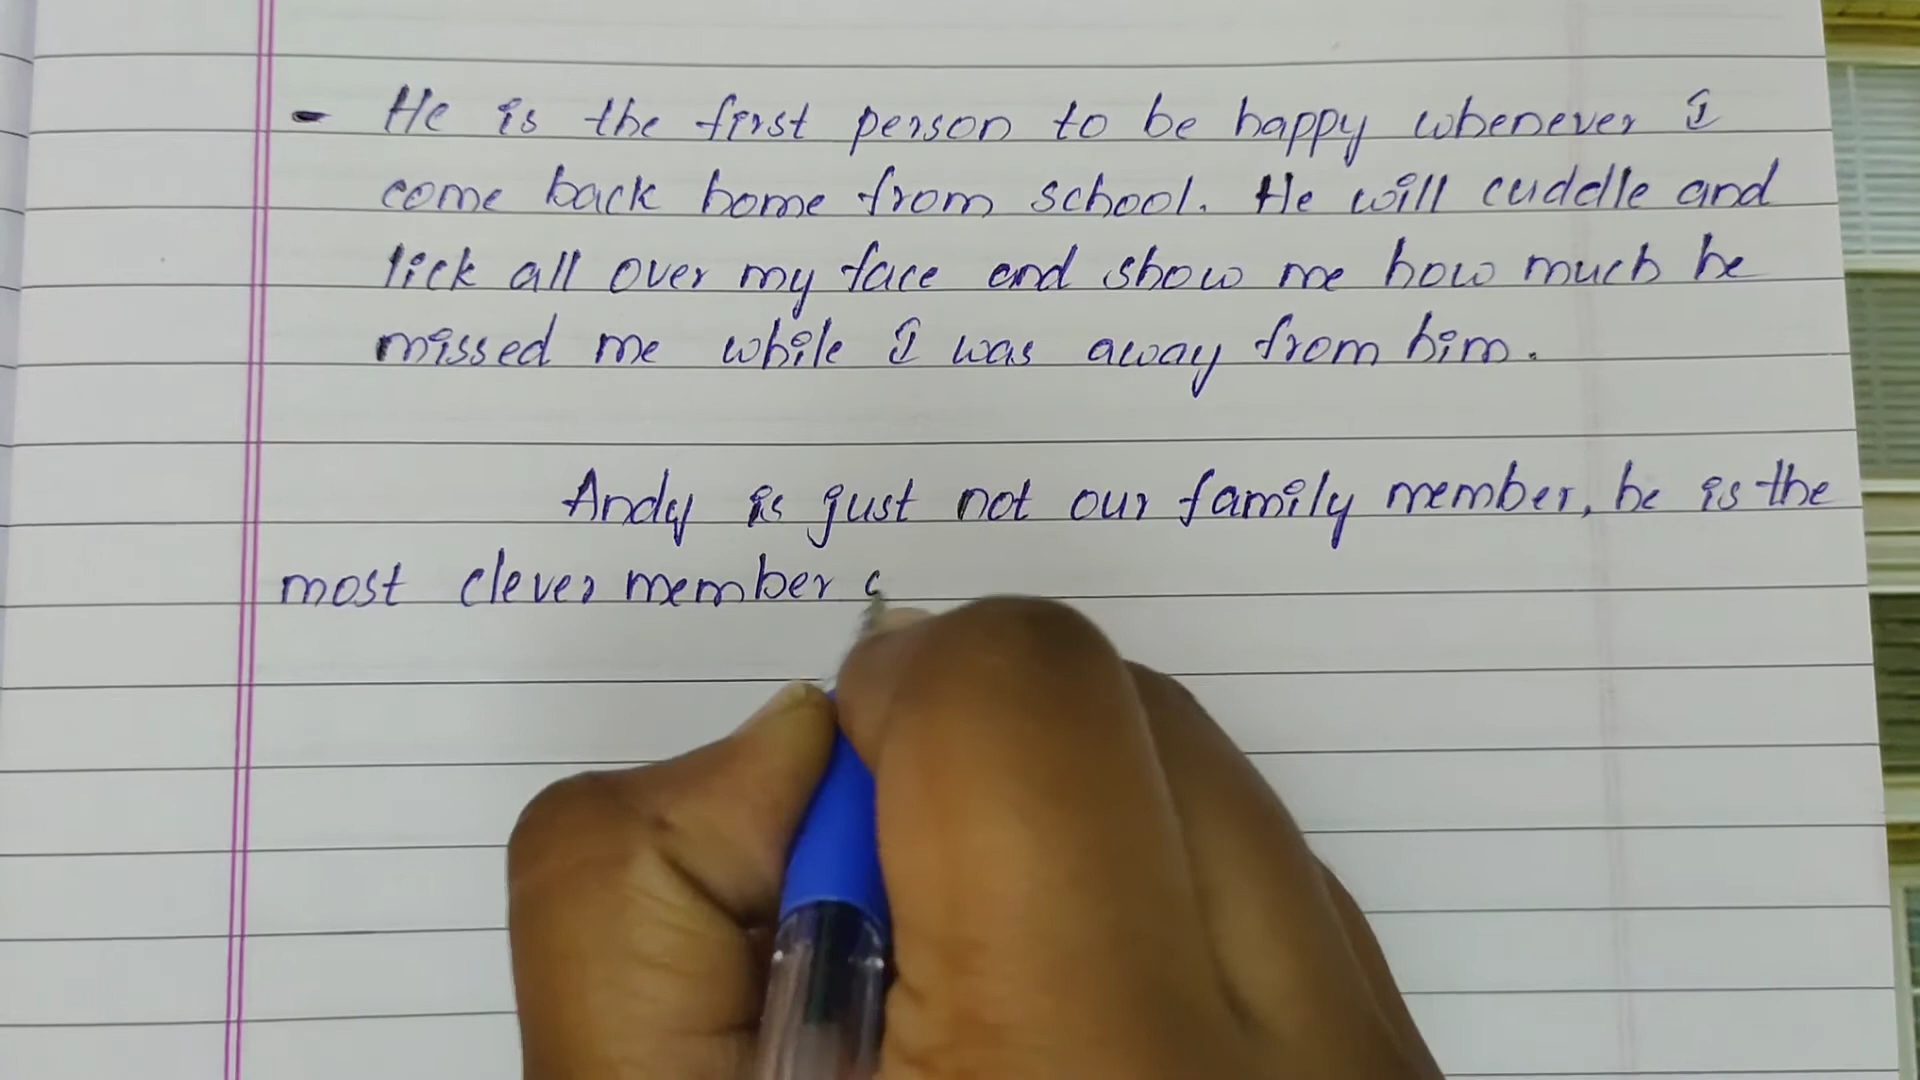 - He is the first person to be happy whenever I
come back home from school. He will cuddle and
lick all over my face and show me how much he
missed me while I was away from him.
Andy is just not our family member, he is the
most clever member